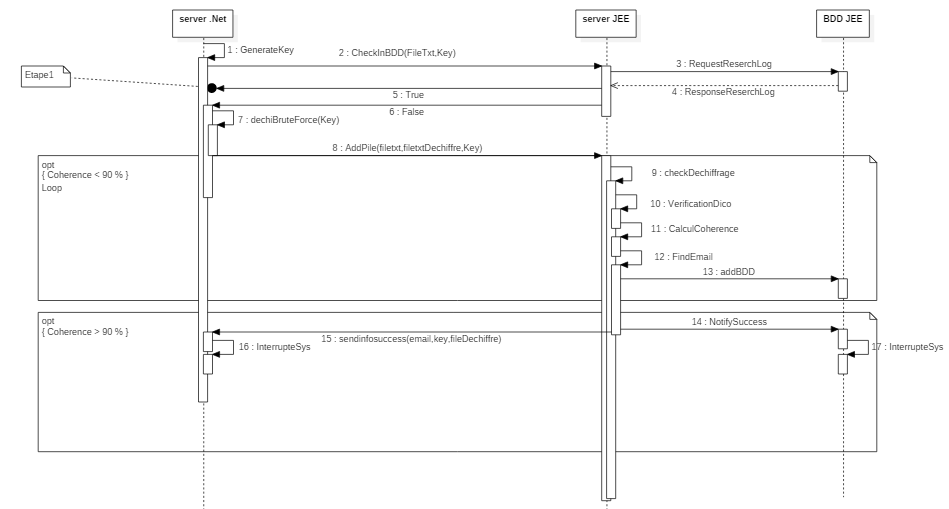 server .Net
server JEE
BDD JEE
1 : GenerateKey
2 : CheckInBDD(FileTxt,Key)
3 : RequestReserchLog
Etape1
4 : ResponseReserchLog
5 : True
6 : False
7 : dechiBruteForce(Key)
8 : AddPile(filetxt,filetxtDechiffre,Key)
opt
{ Coherence < 90 % }
Loop
9 : checkDechiffrage
10 : VerificationDico
11 : CalculCoherence
12 : FindEmail
13 : addBDD
opt
{ Coherence > 90 % }
14 : NotifySuccess
15 : sendinfosuccess(email,key,fileDechiffre)
16 : InterrupteSys
17 : InterrupteSys